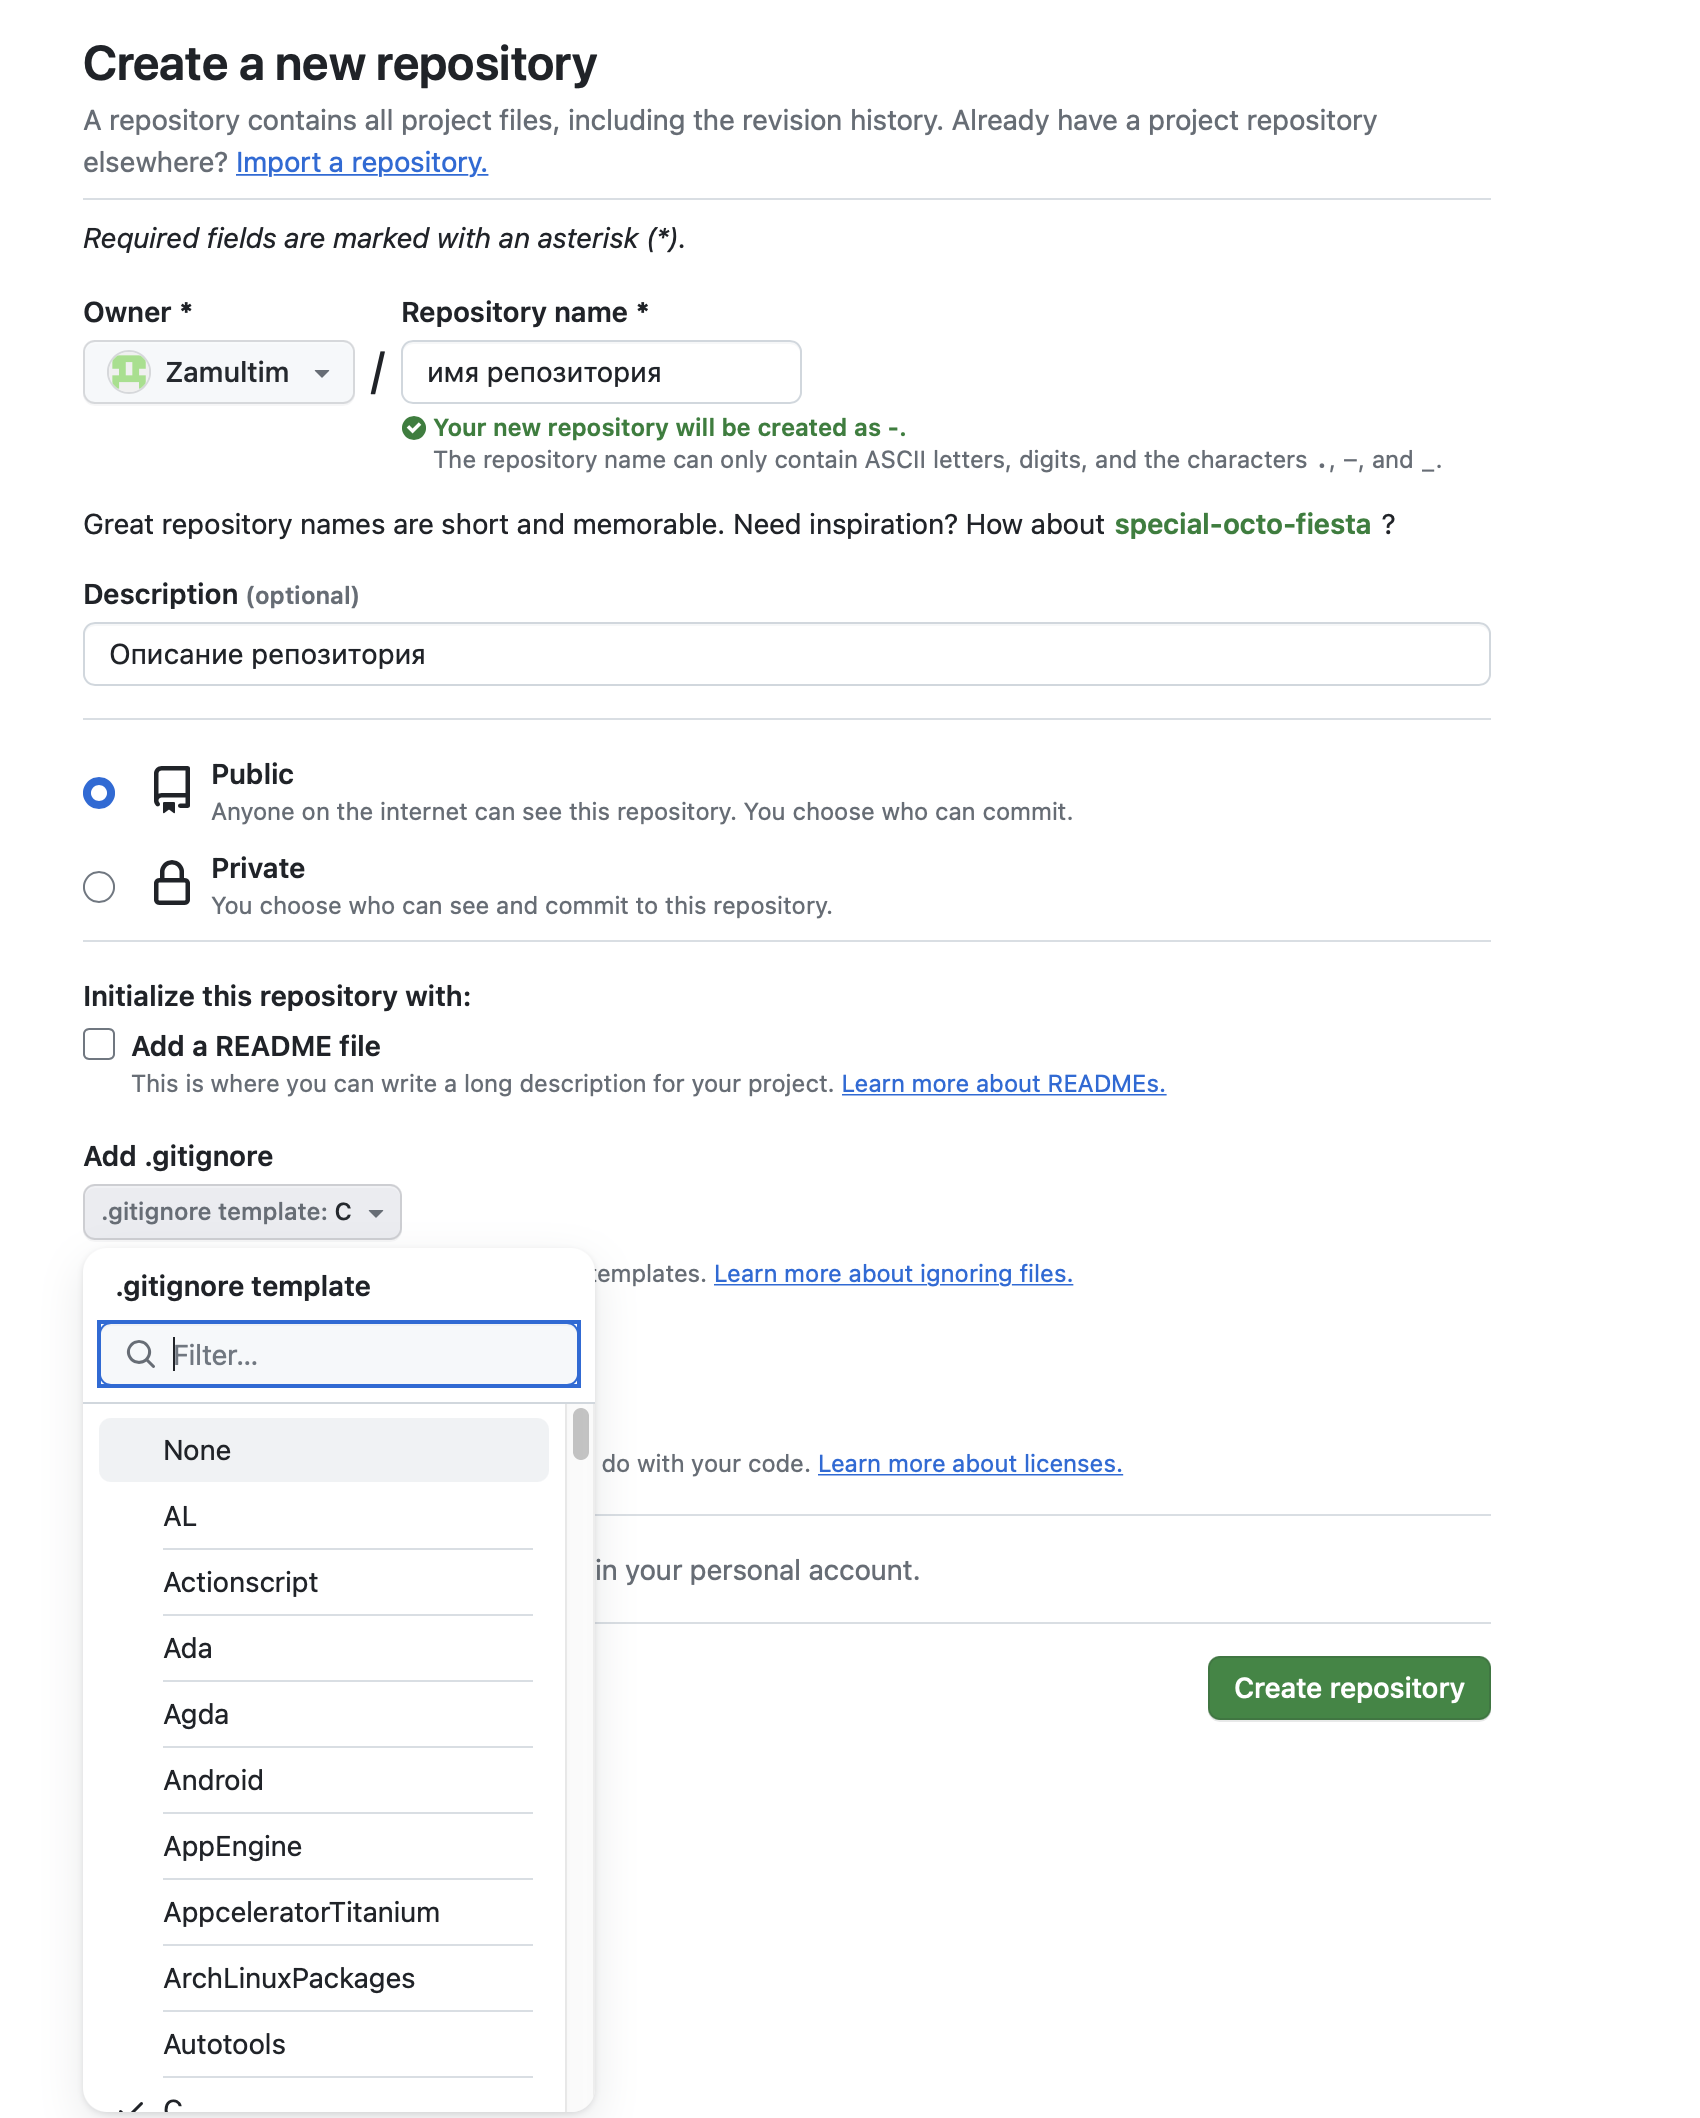 Create a new repository
A repository contains all project files, including the revision history. Already have a project repository
elsewhere? Import a repository.
Required fields are marked with an asterisk (*).
Owner * Repository name *
Zamultim / имя репозитория
Your new repository will be created as -.
The repository name can only contain ASCII letters, digits, and the characters ., –, and _.
Great repository names are short and memorable. Need inspiration? How about special-octo-fiesta ?
Description (optional)
Описание репозитория
Public
Anyone on the internet can see this repository. You choose who can commit.
Private
You choose who can see and commit to this repository.
Initialize this repository with:
Add a README file
This is where you can write a long description for your project. Learn more about READMEs.
Add .gitignore
.gitignore template: C
templates. Learn more about ignoring files.
.gitignore template
Filter...
None
do with your code. Learn more about licenses.
AL
in your personal account.
Actionscript
Ada
Create repository
Agda
Android
AppEngine
AppceleratorTitanium
ArchLinuxPackages
Autotools
C